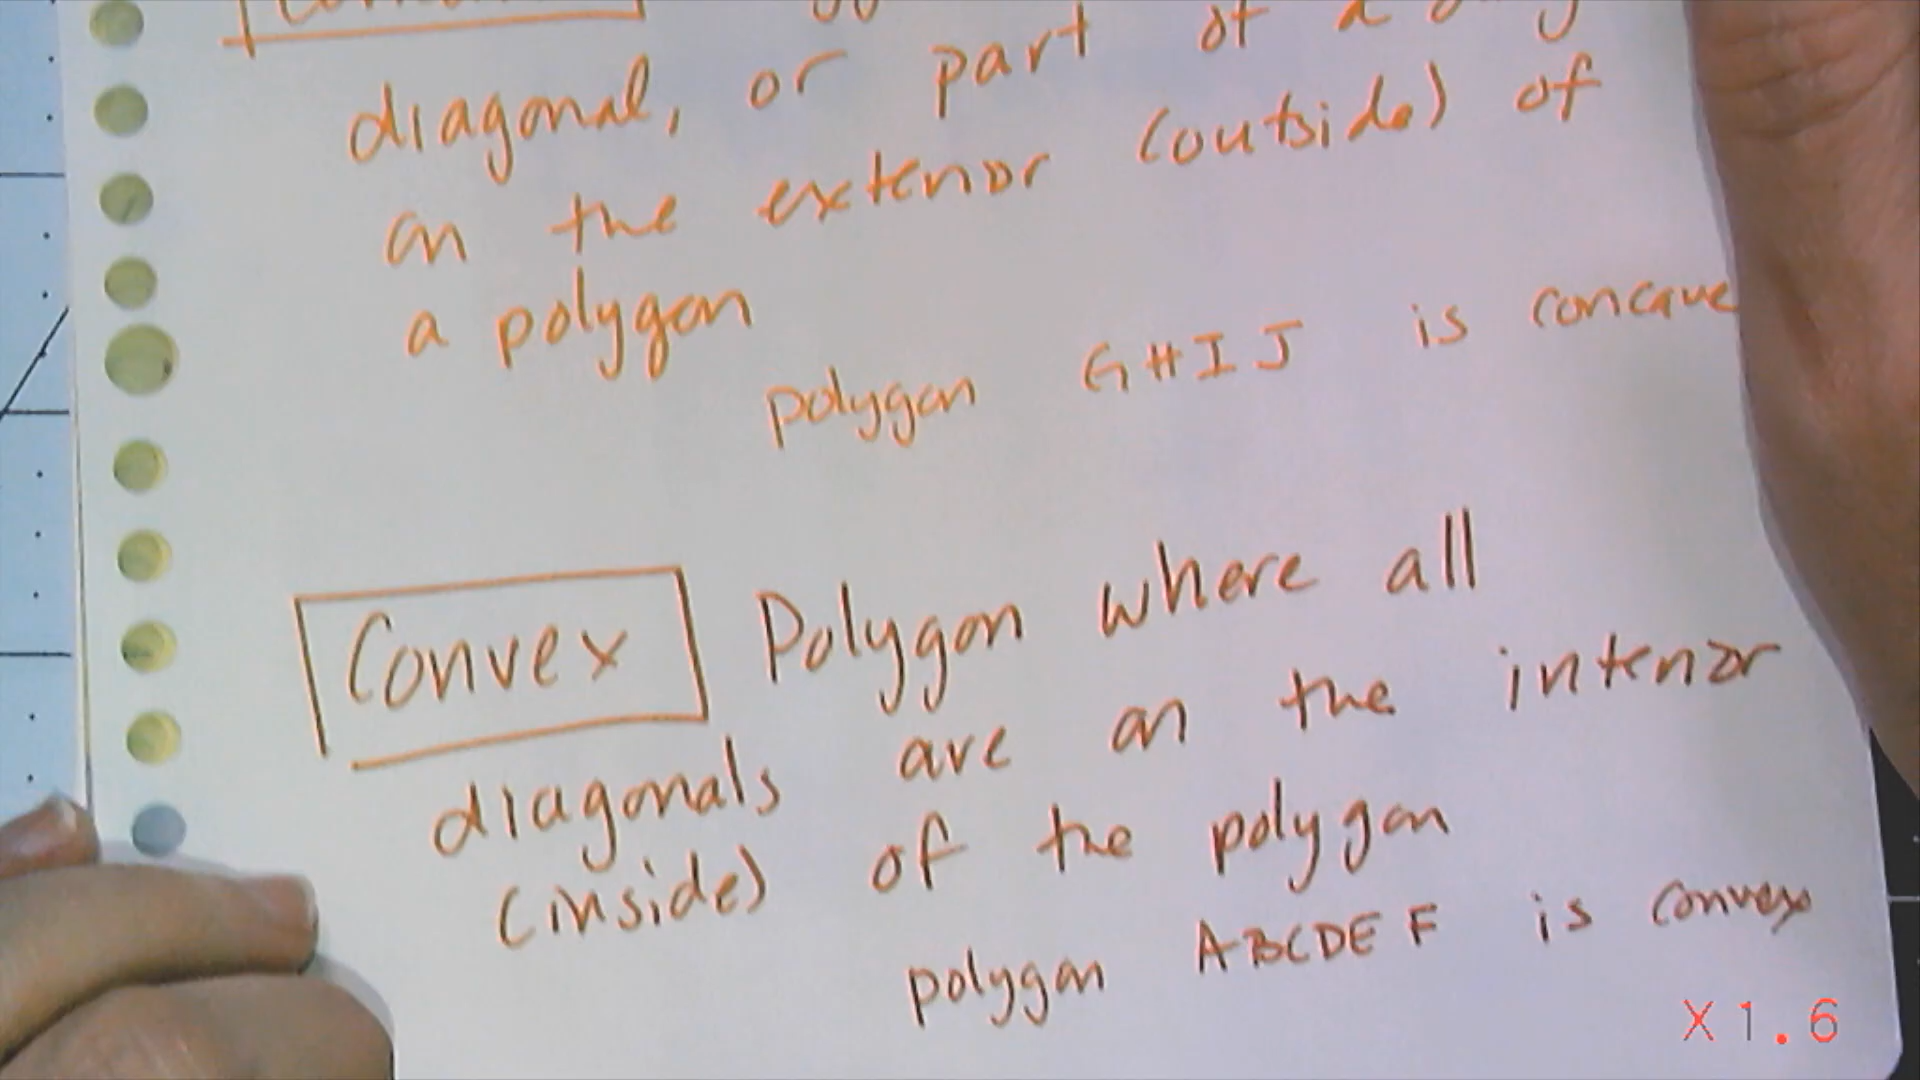 diagonal, or part of a
on the exterior (outside) of
a polygon
polygon GHIJ is concave
Convex Polygon where all
diagonals are on the interior
(inside) of the polygon
polygon ABCDEF is convex
X1.6